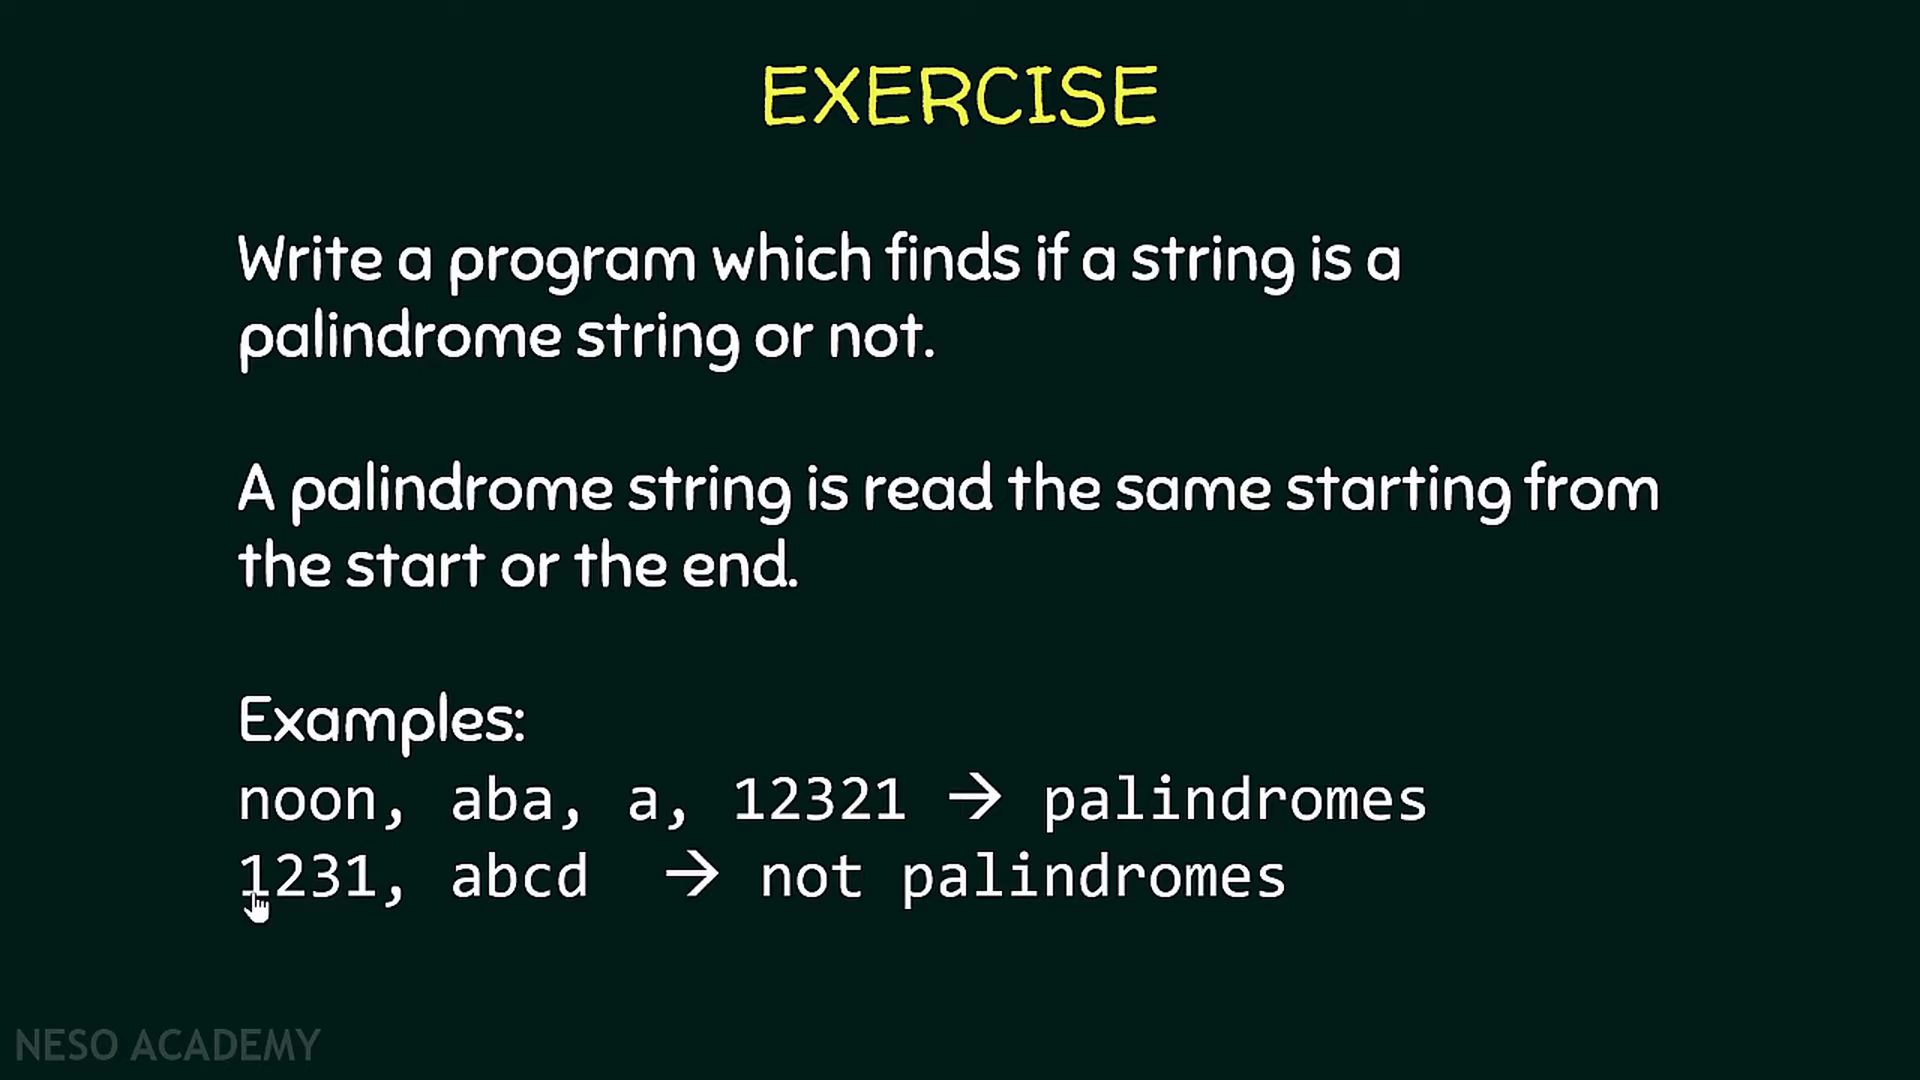 EXERCISE
Write a program which finds if a string is a
palindrome string or not.
A palindrome string is read the same starting from
the start or the end.
Examples:
noon, aba, a, 12321 → palindromes
1231, abcd → not palindromes
NESO ACADEMY